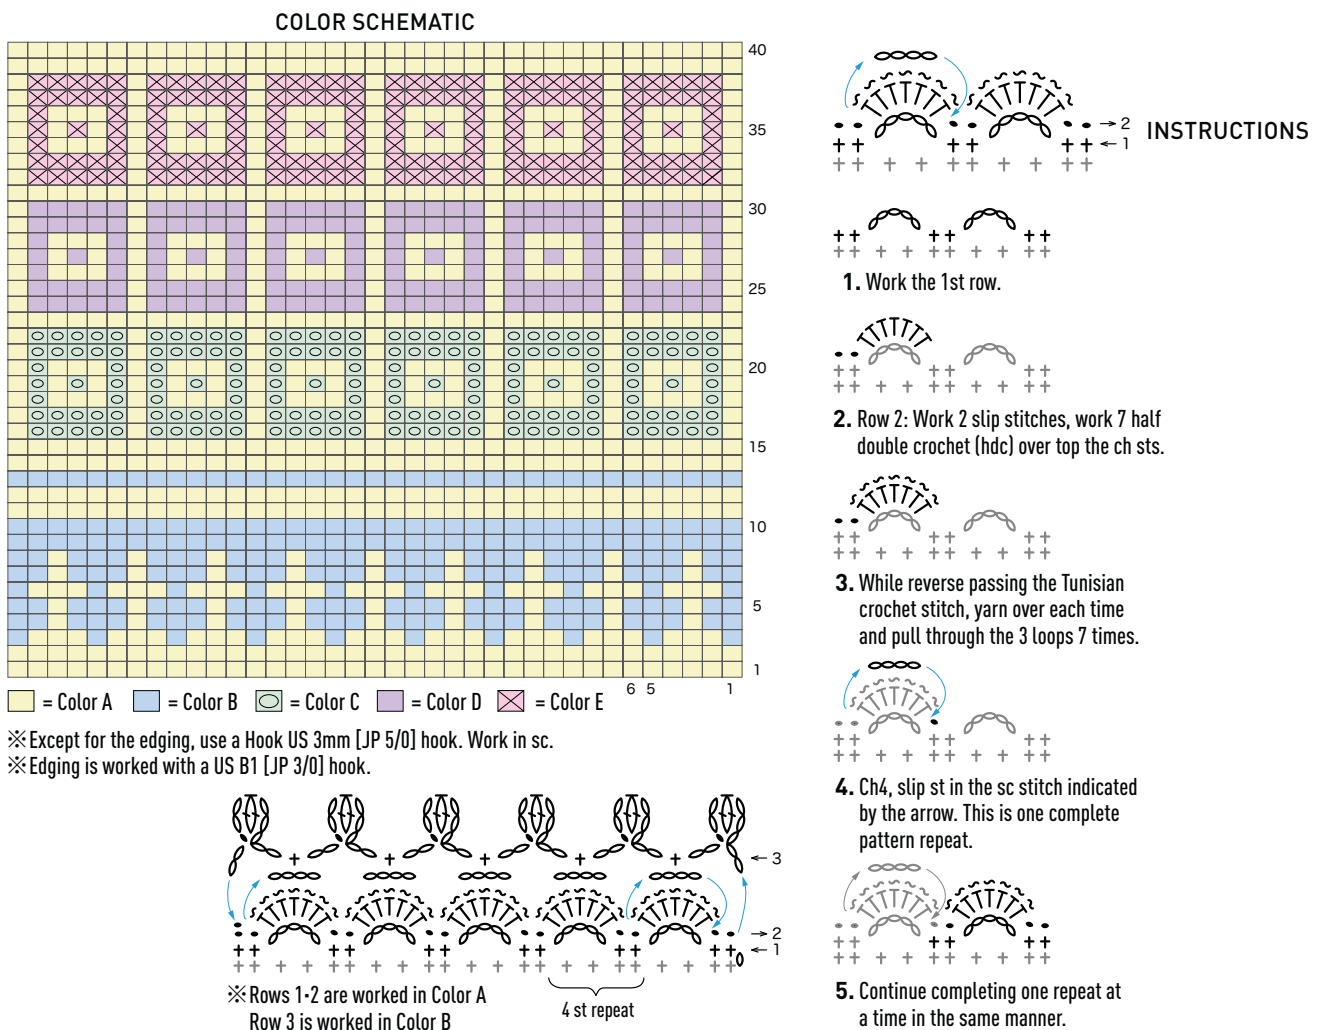 COLOR SCHEMATIC
40
35
30
25
20
15
10
5
1
6 5 1
= Color A = Color B = Color C = Color D = Color E
※Except for the edging, use a Hook US 3mm [JP 5/0] hook. Work in sc.
※Edging is worked with a US B1 [JP 3/0] hook.
3
2
1
4 st repeat
※Rows 1·2 are worked in Color A
Row 3 is worked in Color B
2
1
INSTRUCTIONS
1. Work the 1st row.
2. Row 2: Work 2 slip stitches, work 7 half
double crochet (hdc) over top the ch sts.
3. While reverse passing the Tunisian
crochet stitch, yarn over each time
and pull through the 3 loops 7 times.
4. Ch4, slip st in the sc stitch indicated
by the arrow. This is one complete
pattern repeat.
5. Continue completing one repeat at
a time in the same manner.